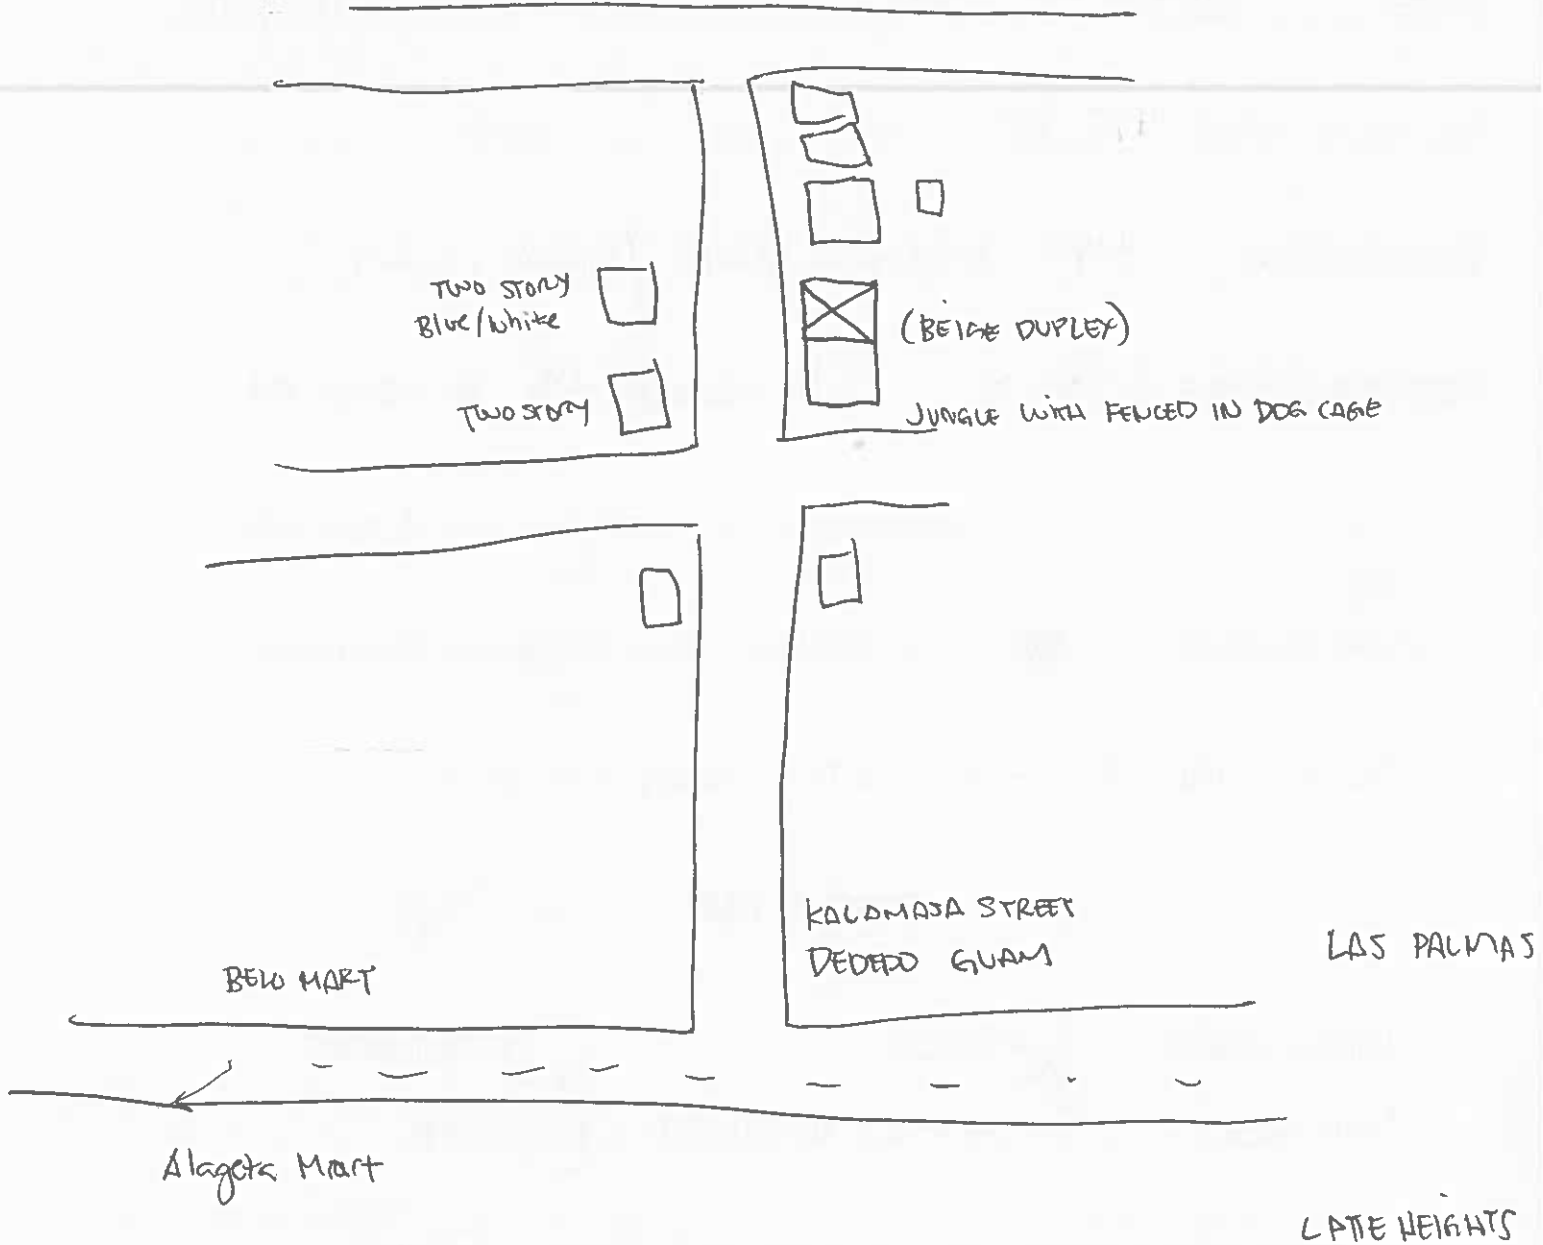 TWO STORY
Blue/White
(BEIGE DUPLEX)
TWO STORY
JUNGLE WITH FENCED IN DOG CAGE
KALAMASA STREET
DEDEDO GUAM
LAS PALMAS
BELO MART
Alageta Mart
LATTE HEIGHTS